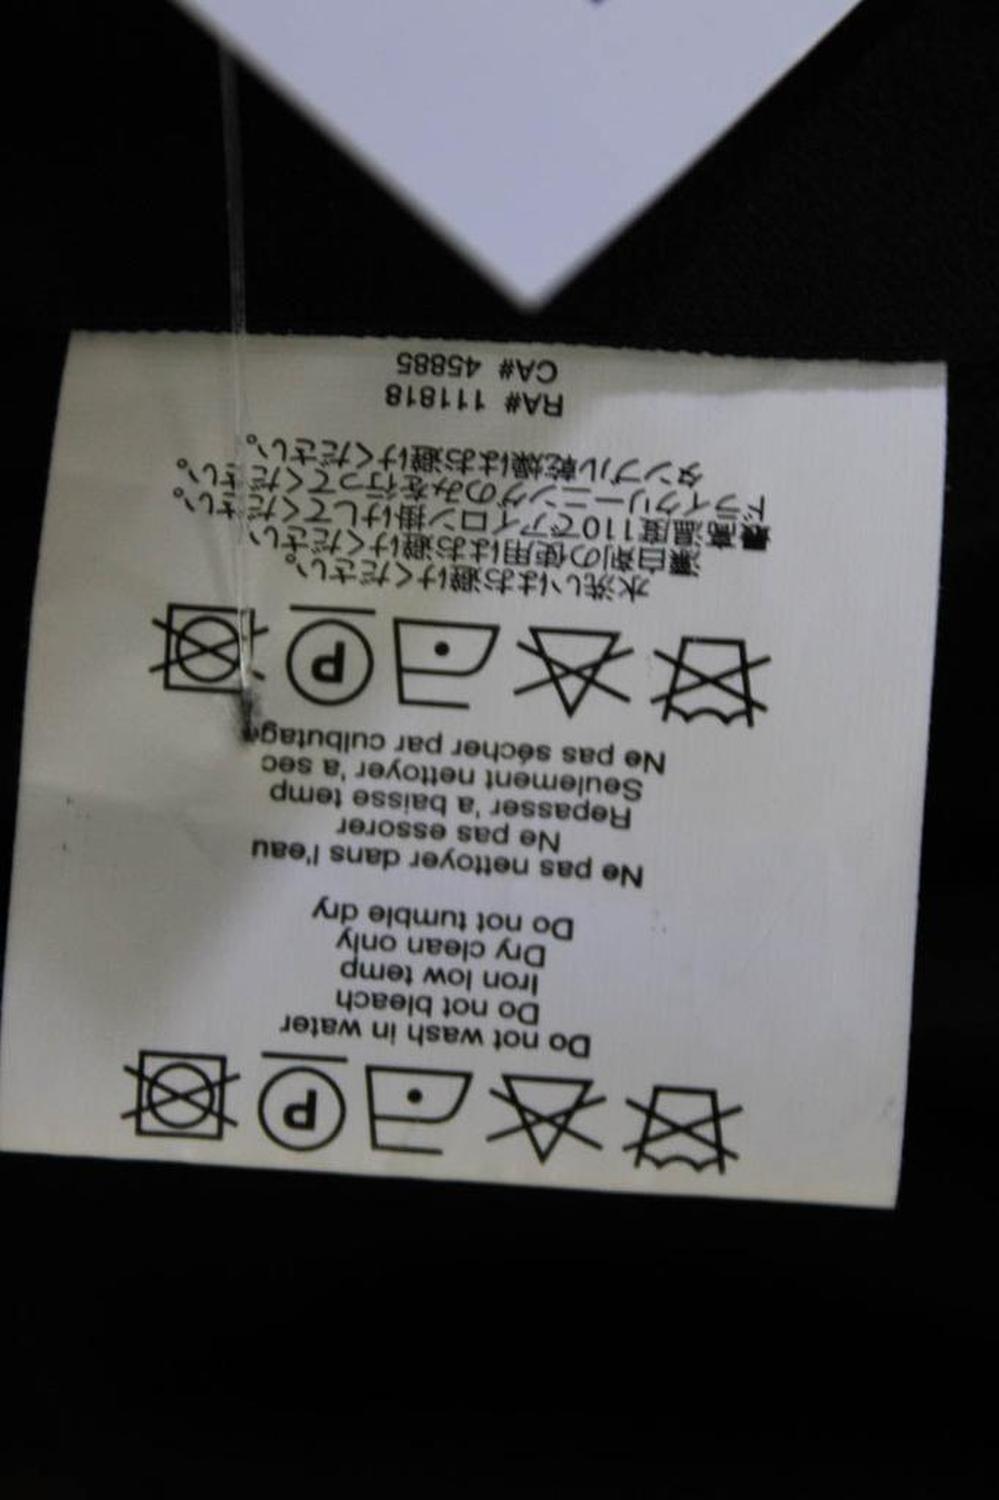 Do not wash in water
Do not bleach
Iron low temp
Dry clean only
Do not tumble dry
Ne pas nettoyer dans l'eau
Ne pas essorer
Repasser 'a baisse temp
Seulement nettoyer 'a sec
Ne pas sécher par culbutage
水洗いはお避けください。
漂白剤の使用はお避けください
最高温度110でアイロン掛けしてください。
ドライクリーニングのみを行ってください。
タンブル乾燥はお避けください。
RA# 111818
CA# 45885